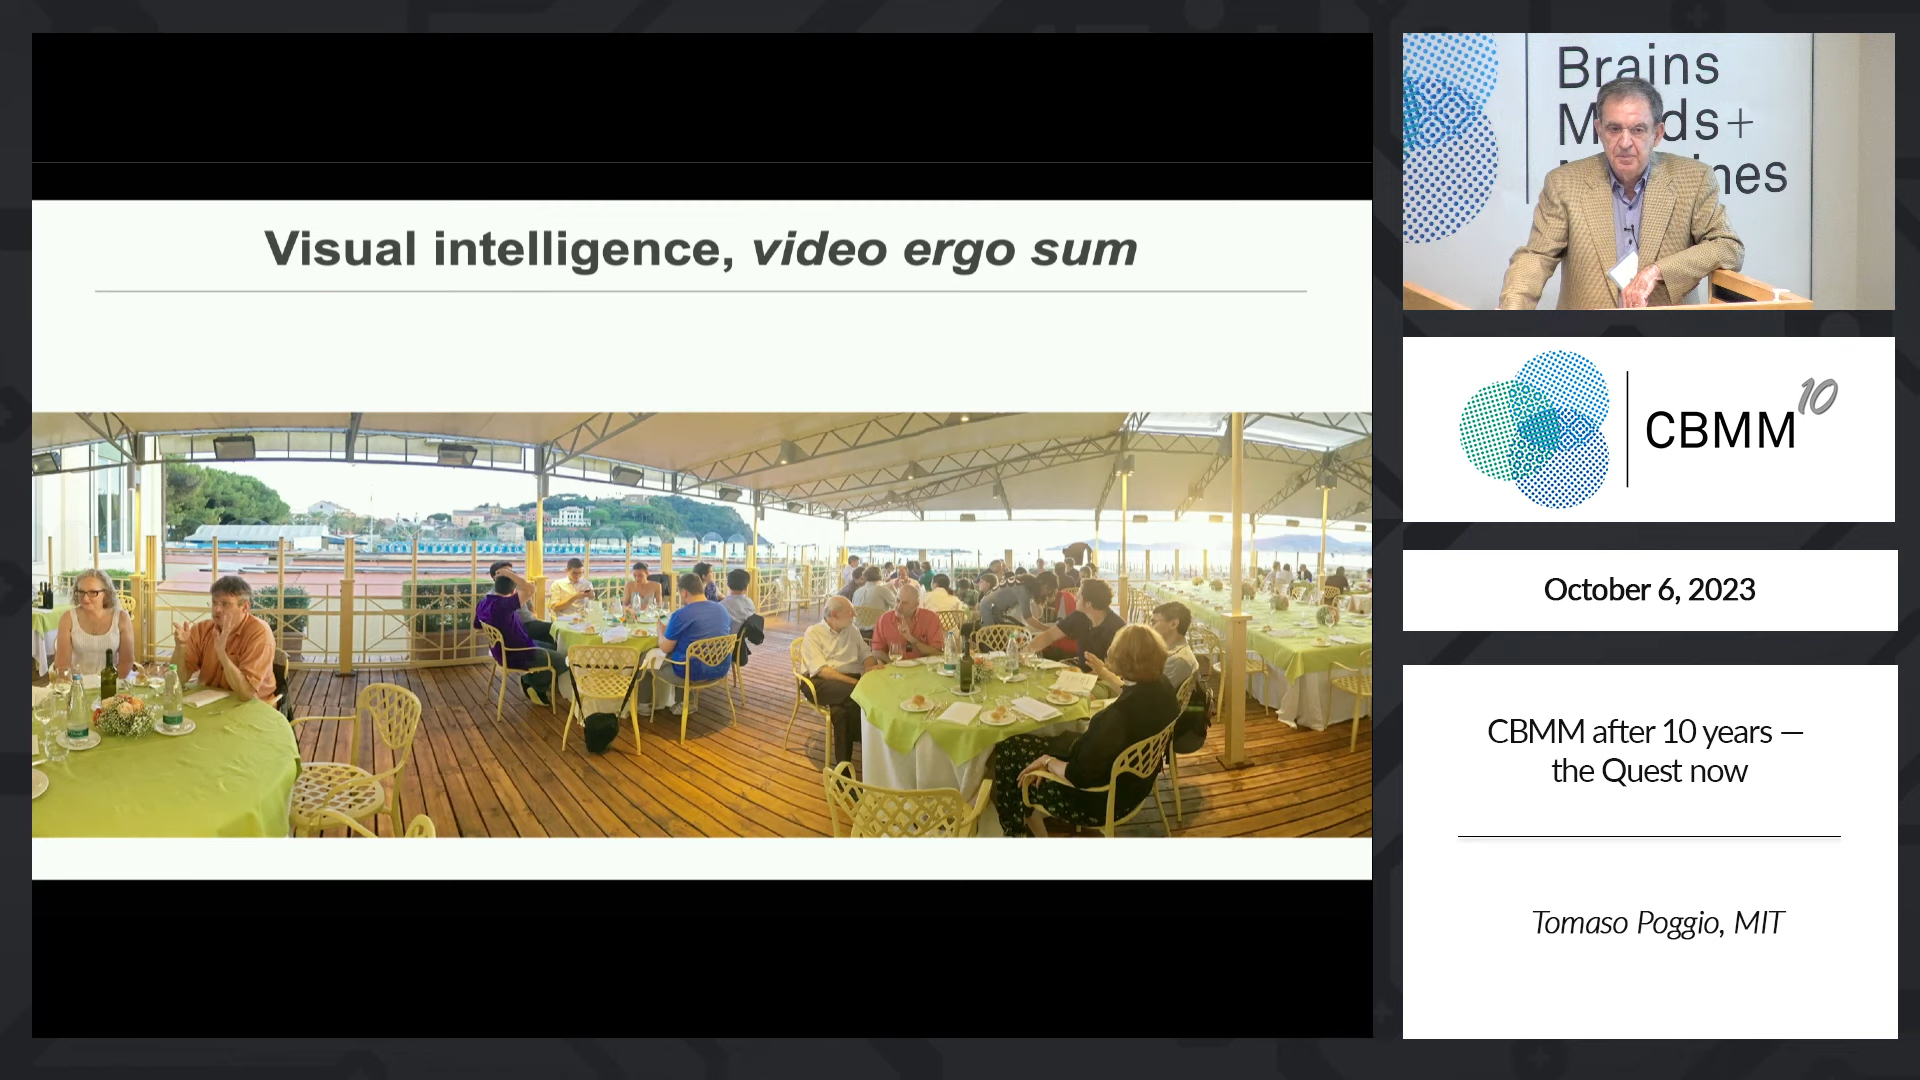 Visual intelligence, video ergo sum
Brains
M ds+
nes
CBMM
10
October 6, 2023
CBMM after 10 years —
the Quest now
Tomaso Poggio, MIT